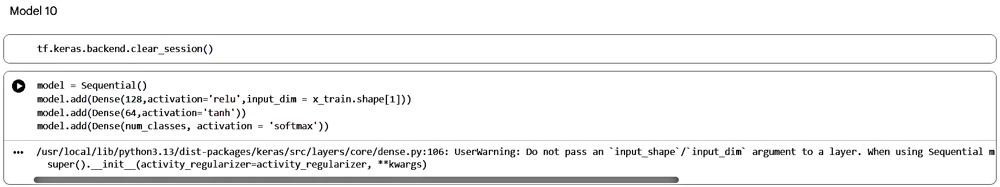 Model 10
tf.keras.backend.clear_session()
model = Sequential()
model.add(Dense(128,activation='relu',input_dim = x_train.shape[1]))
model.add(Dense(64,activation='tanh'))
model.add(Dense(num_classes, activation = 'softmax'))
/usr/local/lib/python3.13/dist-packages/keras/src/layers/core/dense.py:106: UserWarning: Do not pass an `input_shape`/`input_dim` argument to a layer. When using Sequential m
super().__init__(activity_regularizer=activity_regularizer, **kwargs)